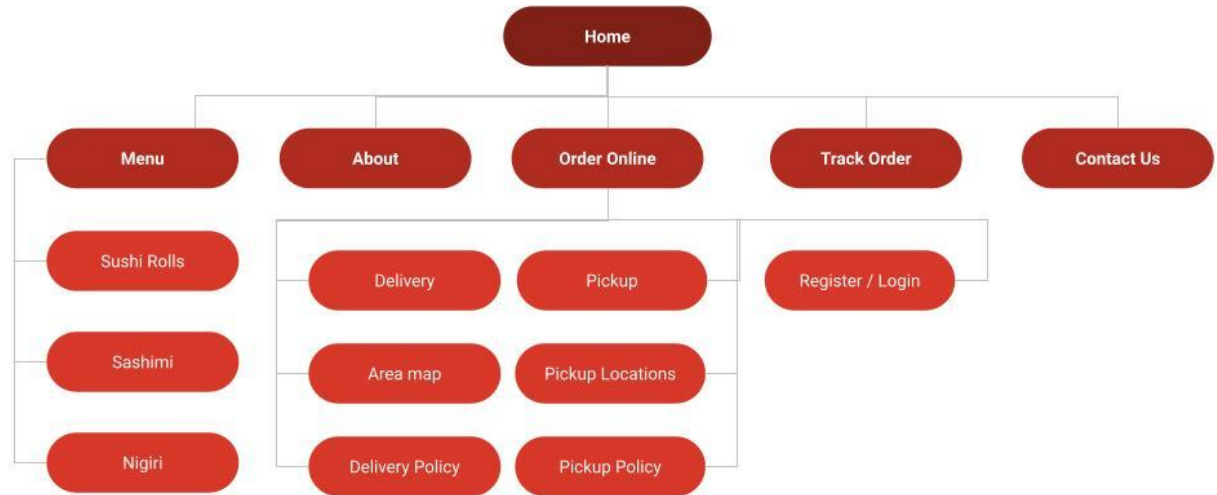 Home
Menu
About
Order Online
Track Order
Contact Us
Sushi Rolls
Delivery
Pickup
Register / Login
Sashimi
Area map
Pickup Locations
Nigiri
Delivery Policy
Pickup Policy